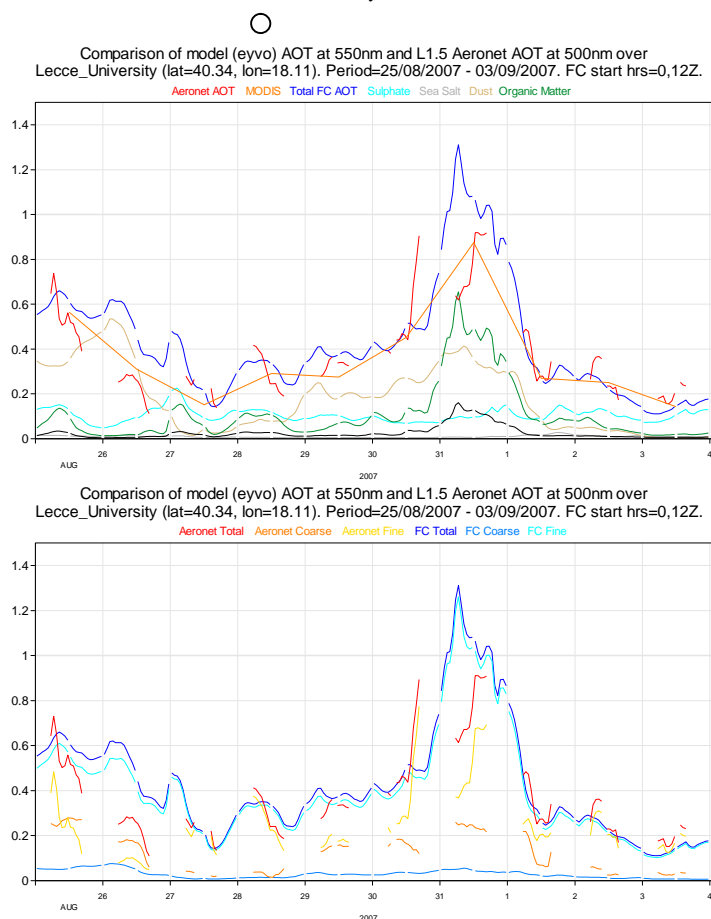 Comparison of model (eyvo) AOT at 550nm and L1.5 Aeronet AOT at 500nm over
Lecce_University (lat=40.34, lon=18.11). Period=25/08/2007 - 03/09/2007. FC start hrs=0,12Z.
Aeronet AOT MODIS Total FC AOT Sulphate Sea Salt Dust Organic Matter
1.4
1.2
1
0.8
0.6
0.4
0.2
0
26 27 28 29 30 31 1 2 3 4
AUG
2007
Comparison of model (eyvo) AOT at 550nm and L1.5 Aeronet AOT at 500nm over
Lecce_University (lat=40.34, lon=18.11). Period=25/08/2007 - 03/09/2007. FC start hrs=0,12Z.
Aeronet Total Aeronet Coarse Aeronet Fine FC Total FC Coarse FC Fine
1.4
1.2
1
0.8
0.6
0.4
0.2
0
26 27 28 29 30 31 1 2 3 4
AUG
2007